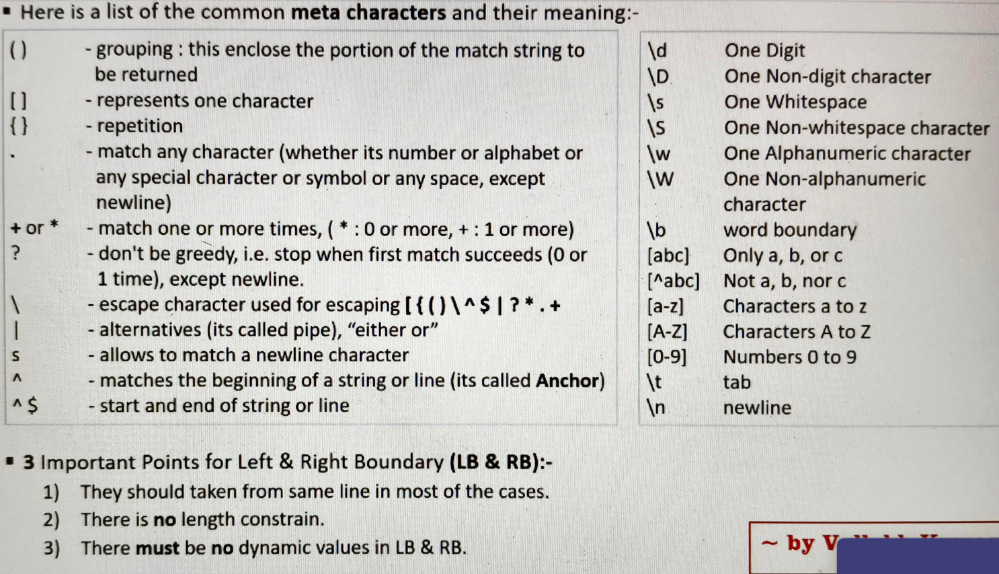 ▪ Here is a list of the common meta characters and their meaning:-
( ) - grouping : this enclose the portion of the match string to
be returned
[ ] - represents one character
{ } - repetition
. - match any character (whether its number or alphabet or
any special character or symbol or any space, except
newline)
+ or * - match one or more times, ( * : 0 or more, + : 1 or more)
? - don't be greedy, i.e. stop when first match succeeds (0 or
1 time), except newline.
\ - escape character used for escaping [ { ( ) \ ^ $ | ? * . +
| - alternatives (its called pipe), “either or”
s - allows to match a newline character
^ - matches the beginning of a string or line (its called Anchor)
^ $ - start and end of string or line
\d One Digit
\D One Non-digit character
\s One Whitespace
\S One Non-whitespace character
\w One Alphanumeric character
\W One Non-alphanumeric
character
\b word boundary
[abc] Only a, b, or c
[^abc] Not a, b, nor c
[a-z] Characters a to z
[A-Z] Characters A to Z
[0-9] Numbers 0 to 9
\t tab
\n newline
▪ 3 Important Points for Left & Right Boundary (LB & RB):-
1) They should taken from same line in most of the cases.
2) There is no length constrain.
3) There must be no dynamic values in LB & RB.
~ by